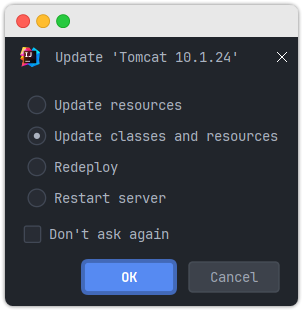 Update 'Tomcat 10.1.24'
Update resources
Update classes and resources
Redeploy
Restart server
Don't ask again
OK
Cancel